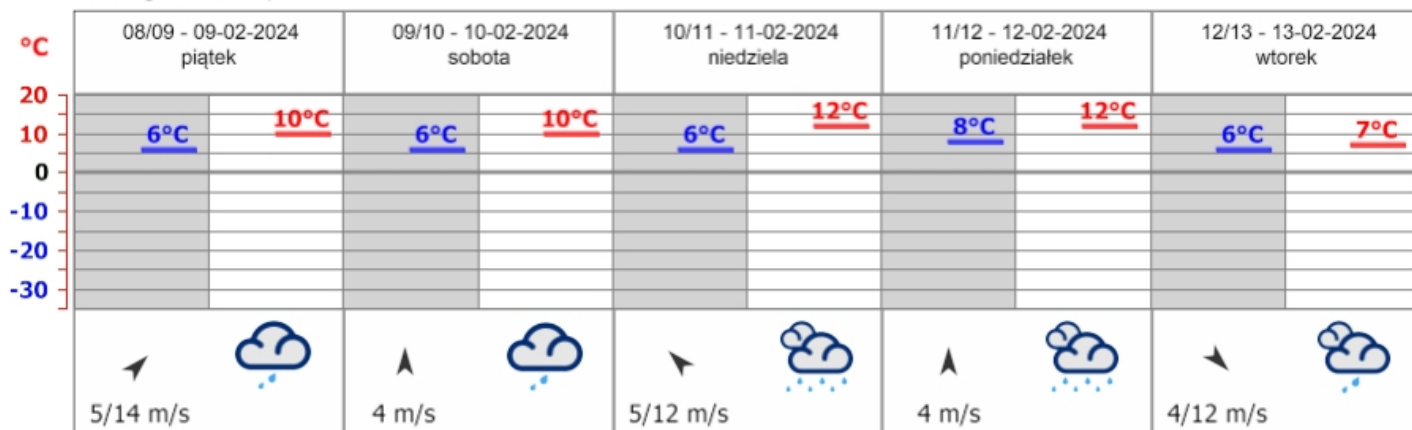 °C
08/09 - 09-02-2024
piątek
09/10 - 10-02-2024
sobota
10/11 - 11-02-2024
niedziela
11/12 - 12-02-2024
poniedziałek
12/13 - 13-02-2024
wtorek
20
10
0
-10
-20
-30
6°C 10°C 6°C 10°C 6°C 12°C 8°C 12°C 6°C 7°C
5/14 m/s 4 m/s 5/12 m/s 4 m/s 4/12 m/s